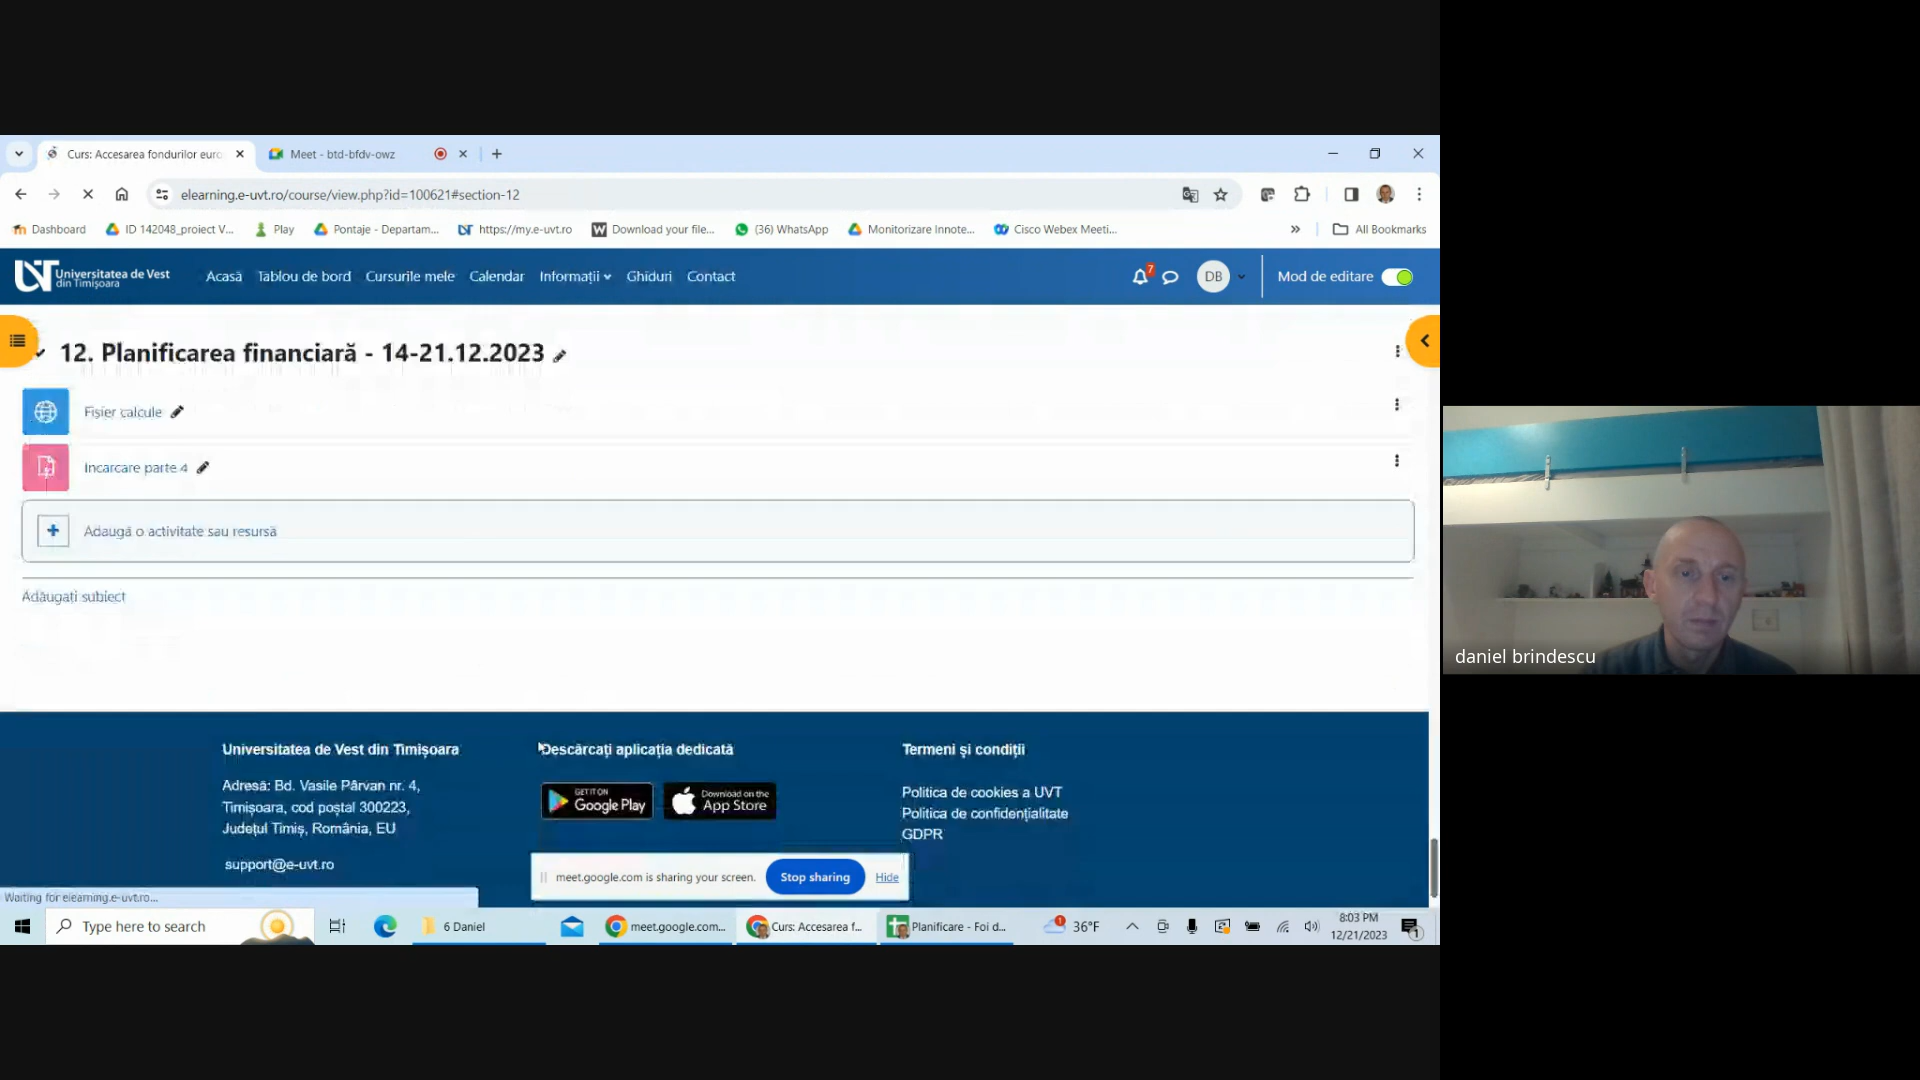 Curs: Accesarea fondurilor euro
Meet - btd-bfdv-owz
elearning.e-uvt.ro/course/view.php?id=100621#section-12
Dashboard
ID 142048_proiect V...
Play
Pontaje - Departam...
https://my.e-uvt.ro
Download your file...
(36) WhatsApp
Monitorizare Innote...
Cisco Webex Meeti...
»
All Bookmarks
Universitatea de Vest
din Timișoara
Acasă
Tablou de bord
Cursurile mele
Calendar
Informații
Ghiduri
Contact
7
DB
Mod de editare
12. Planificarea financiară - 14-21.12.2023
Fișier calcule
Incarcare parte 4
Adaugă o activitate sau resursă
Adăugați subiect
Universitatea de Vest din Timișoara
Adresă: Bd. Vasile Pârvan nr. 4,
Timișoara, cod poștal 300223,
Județul Timiș, România, EU
support@e-uvt.ro
Descărcați aplicația dedicată
GET IT ON
Google Play
Download on the
App Store
Termeni și condiții
Politica de cookies a UVT
Politica de confidențialitate
GDPR
meet.google.com is sharing your screen.
Stop sharing
Hide
Waiting for elearning.e-uvt.ro...
Type here to search
6 Daniel
meet.google.com...
Curs: Accesarea f...
Planificare - Foi d...
1
36°F
8:03 PM
12/21/2023
1
daniel brindescu